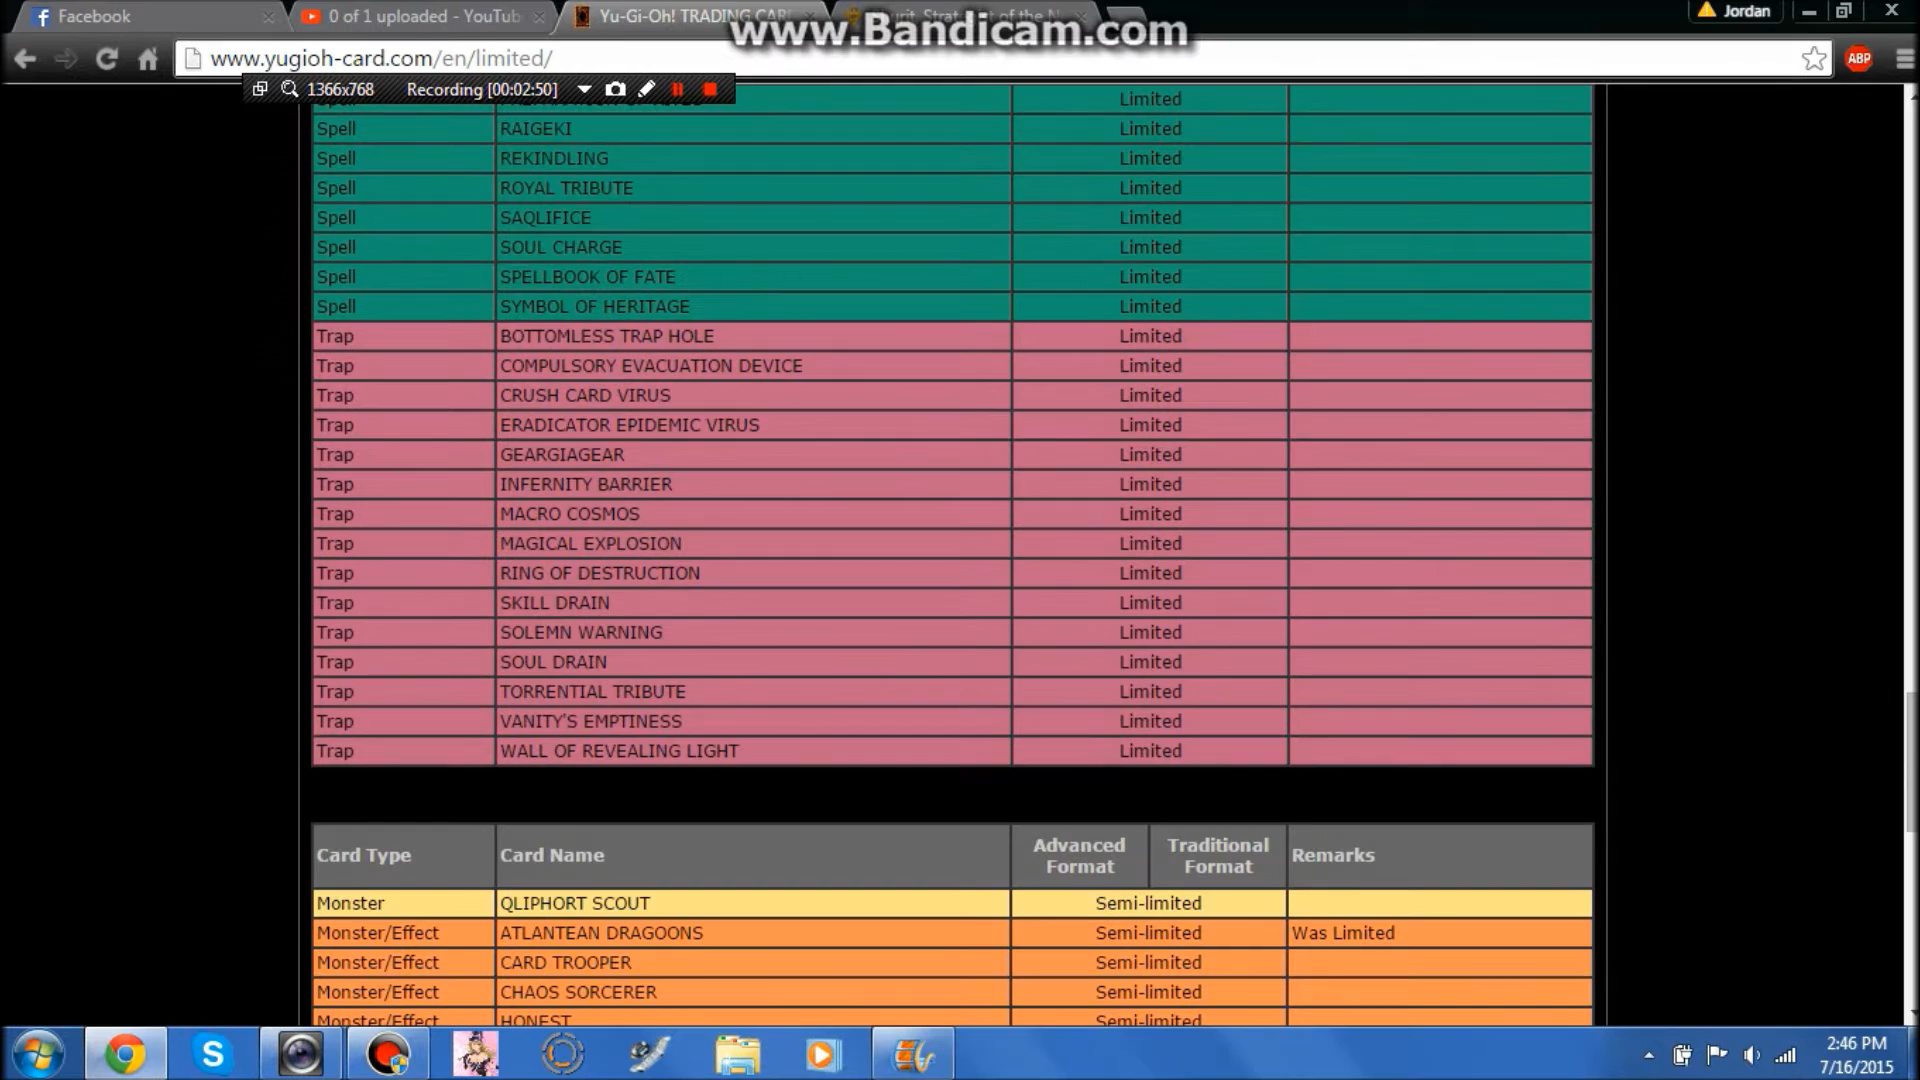 Facebook
0 of 1 uploaded - YouTub
Yu-Gi-Oh! TRADING CAR
Jordan
www.Bandicam.com
www.yugioh-card.com/en/limited/
ABP
1366x768 Recording [00:02:50]
Spell Limited
Spell RAIGEKI Limited
Spell REKINDLING Limited
Spell ROYAL TRIBUTE Limited
Spell SAQLIFICE Limited
Spell SOUL CHARGE Limited
Spell SPELLBOOK OF FATE Limited
Spell SYMBOL OF HERITAGE Limited
Trap BOTTOMLESS TRAP HOLE Limited
Trap COMPULSORY EVACUATION DEVICE Limited
Trap CRUSH CARD VIRUS Limited
Trap ERADICATOR EPIDEMIC VIRUS Limited
Trap GEARGIAGEAR Limited
Trap INFERNITY BARRIER Limited
Trap MACRO COSMOS Limited
Trap MAGICAL EXPLOSION Limited
Trap RING OF DESTRUCTION Limited
Trap SKILL DRAIN Limited
Trap SOLEMN WARNING Limited
Trap SOUL DRAIN Limited
Trap TORRENTIAL TRIBUTE Limited
Trap VANITY'S EMPTINESS Limited
Trap WALL OF REVEALING LIGHT Limited
Card Type Card Name Advanced Format Traditional Format Remarks
Monster QLIPHORT SCOUT Semi-limited
Monster/Effect ATLANTEAN DRAGOONS Semi-limited Was Limited
Monster/Effect CARD TROOPER Semi-limited
Monster/Effect CHAOS SORCERER Semi-limited
Monster/Effect HONEST Semi-limited
2:46 PM
7/16/2015